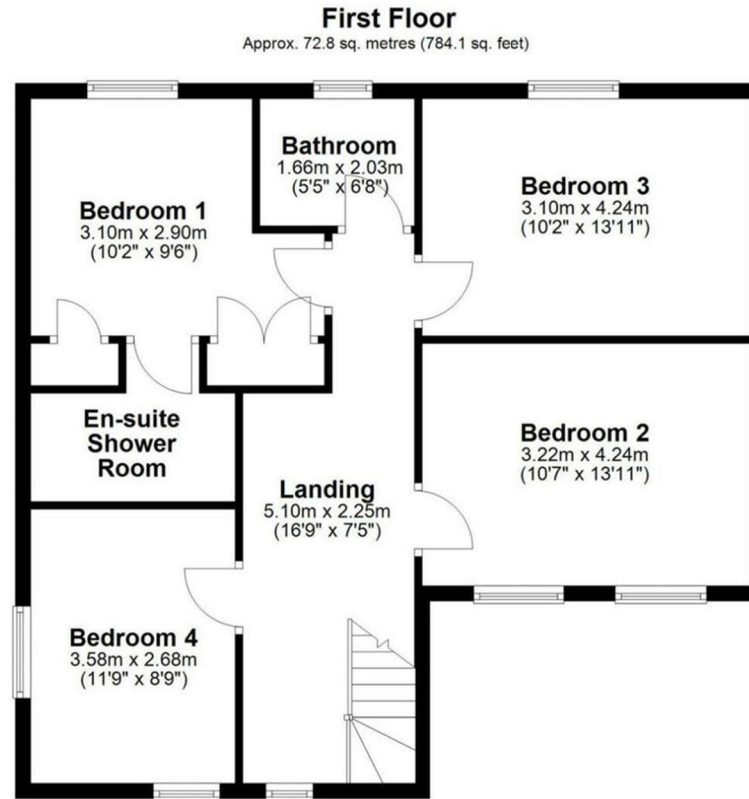 First Floor
Approx. 72.8 sq. metres (784.1 sq. feet)
Bathroom
1.66m x 2.03m
(5'5" x 6'8")
Bedroom 3
3.10m x 4.24m
(10'2" x 13'11")
Bedroom 1
3.10m x 2.90m
(10'2" x 9'6")
En-suite
Shower
Room
Bedroom 2
3.22m x 4.24m
(10'7" x 13'11")
Landing
5.10m x 2.25m
(16'9" x 7'5")
Bedroom 4
3.58m x 2.68m
(11'9" x 8'9")